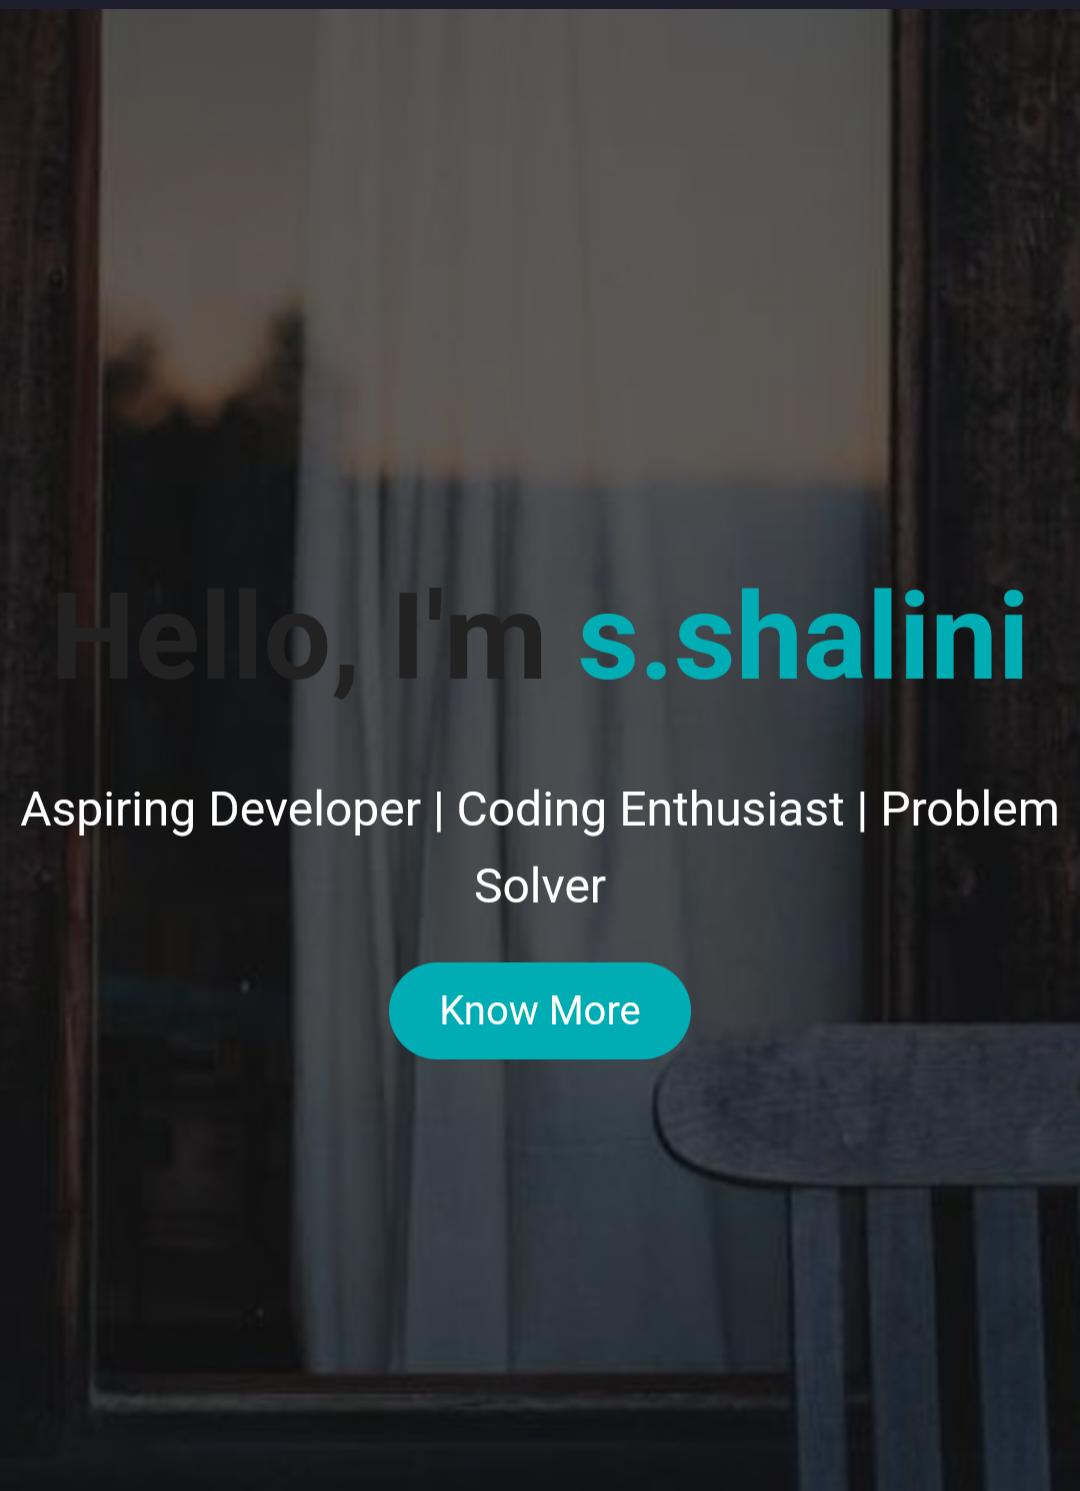 Hello, I'm s.shalini
Aspiring Developer | Coding Enthusiast | Problem
Solver
Know More